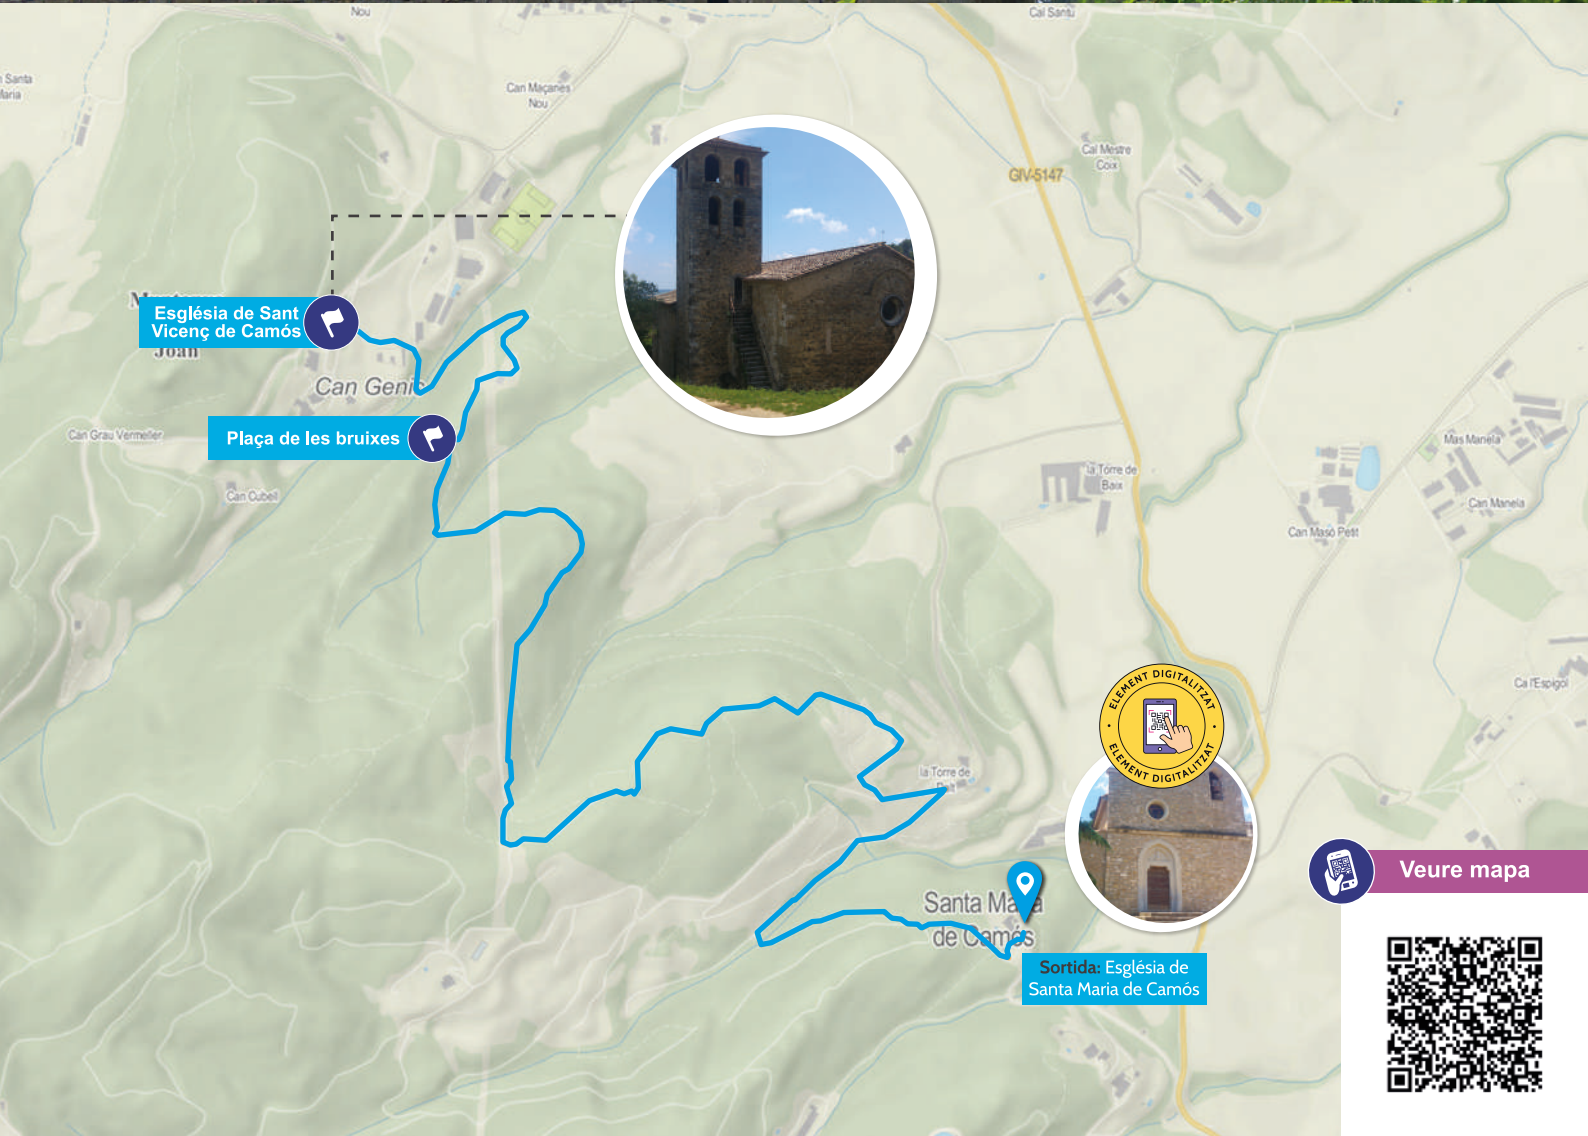 Nou
Cal Santu
Santa
Maria
Can Maçanes
Nou
Cal Mestre
Coix
GIV-5147
Església de Sant
Vicenç de Camós
Joan
Can Genís
Can Grau Vermeller
Plaça de les bruixes
Can Cubell
la Torre de
Baix
Mas Manela
Can Manela
Can Masó Petit
Ca l'Espigol
ELEMENT DIGITALITZAT
ELEMENT DIGITALITZAT
la Torre de
Santa Maria
de Camós
Sortida: Església de
Santa Maria de Camós
Veure mapa